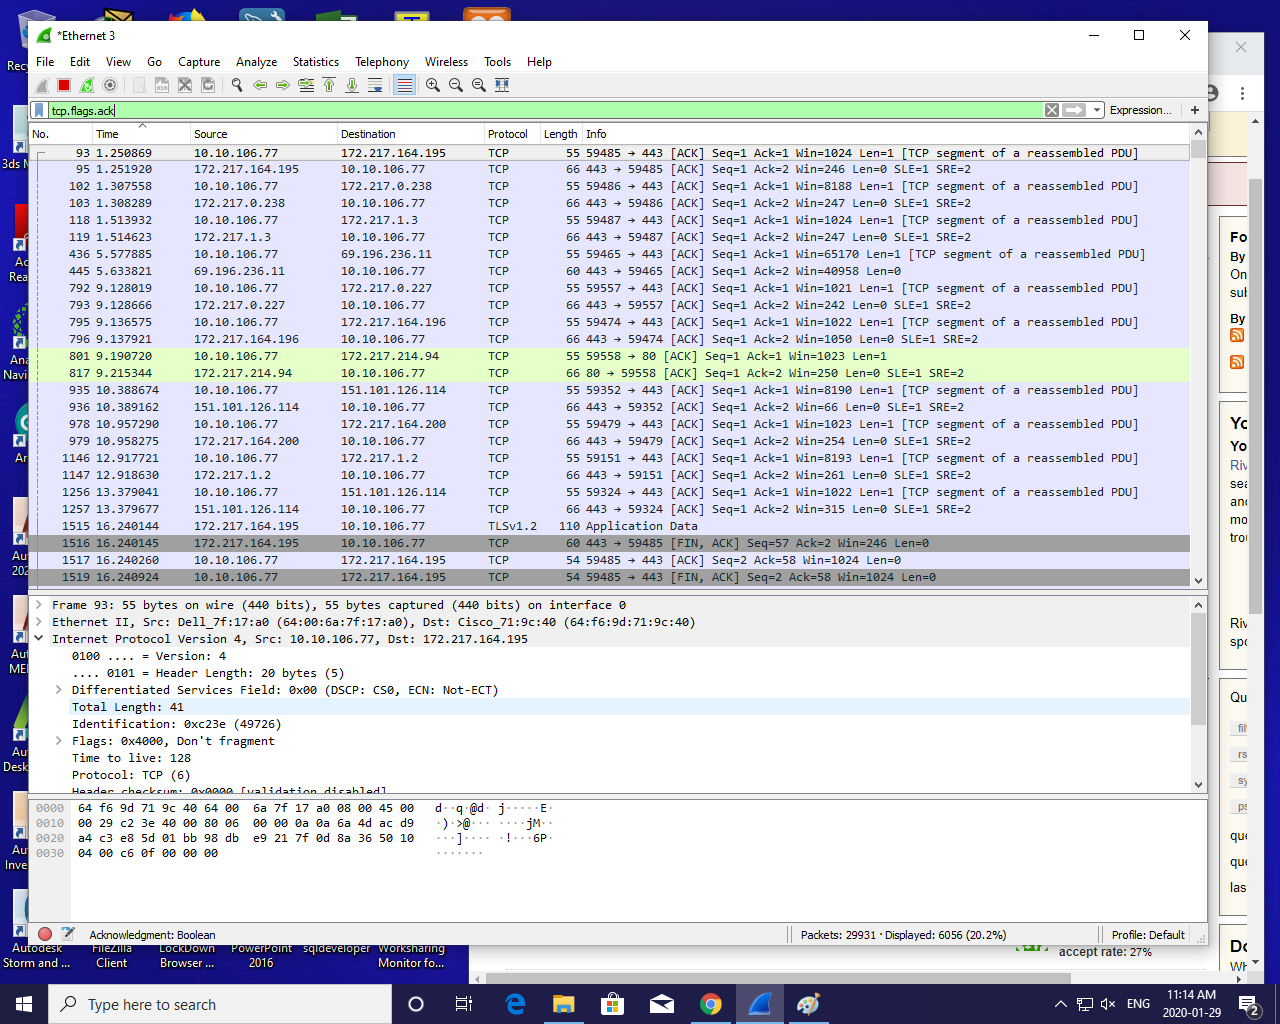 *Ethernet 3
File Edit View Go Capture Analyze Statistics Telephony Wireless Tools Help
tcp.flags.ack
Expression...
+
No. Time Source Destination Protocol Length Info
93 1.250869 10.10.106.77 172.217.164.195 TCP 55 59485 → 443 [ACK] Seq=1 Ack=1 Win=1024 Len=1 [TCP segment of a reassembled PDU]
95 1.251920 172.217.164.195 10.10.106.77 TCP 66 443 → 59485 [ACK] Seq=1 Ack=2 Win=246 Len=0 SLE=1 SRE=2
102 1.307558 10.10.106.77 172.217.0.238 TCP 55 59486 → 443 [ACK] Seq=1 Ack=1 Win=8188 Len=1 [TCP segment of a reassembled PDU]
103 1.308289 172.217.0.238 10.10.106.77 TCP 66 443 → 59486 [ACK] Seq=1 Ack=2 Win=247 Len=0 SLE=1 SRE=2
118 1.513932 10.10.106.77 172.217.1.3 TCP 55 59487 → 443 [ACK] Seq=1 Ack=1 Win=1024 Len=1 [TCP segment of a reassembled PDU]
119 1.514623 172.217.1.3 10.10.106.77 TCP 66 443 → 59487 [ACK] Seq=1 Ack=2 Win=247 Len=0 SLE=1 SRE=2
436 5.577885 10.10.106.77 69.196.236.11 TCP 55 59465 → 443 [ACK] Seq=1 Ack=1 Win=65170 Len=1 [TCP segment of a reassembled PDU]
445 5.633821 69.196.236.11 10.10.106.77 TCP 60 443 → 59465 [ACK] Seq=1 Ack=2 Win=40958 Len=0
792 9.128019 10.10.106.77 172.217.0.227 TCP 55 59557 → 443 [ACK] Seq=1 Ack=1 Win=1021 Len=1 [TCP segment of a reassembled PDU]
793 9.128666 172.217.0.227 10.10.106.77 TCP 66 443 → 59557 [ACK] Seq=1 Ack=2 Win=242 Len=0 SLE=1 SRE=2
795 9.136575 10.10.106.77 172.217.164.196 TCP 55 59474 → 443 [ACK] Seq=1 Ack=1 Win=1022 Len=1 [TCP segment of a reassembled PDU]
796 9.137921 172.217.164.196 10.10.106.77 TCP 66 443 → 59474 [ACK] Seq=1 Ack=2 Win=1050 Len=0 SLE=1 SRE=2
801 9.190720 10.10.106.77 172.217.214.94 TCP 55 59558 → 80 [ACK] Seq=1 Ack=1 Win=1023 Len=1
817 9.215344 172.217.214.94 10.10.106.77 TCP 66 80 → 59558 [ACK] Seq=1 Ack=2 Win=250 Len=0 SLE=1 SRE=2
935 10.388674 10.10.106.77 151.101.126.114 TCP 55 59352 → 443 [ACK] Seq=1 Ack=1 Win=8190 Len=1 [TCP segment of a reassembled PDU]
936 10.389162 151.101.126.114 10.10.106.77 TCP 66 443 → 59352 [ACK] Seq=1 Ack=2 Win=66 Len=0 SLE=1 SRE=2
978 10.957290 10.10.106.77 172.217.164.200 TCP 55 59479 → 443 [ACK] Seq=1 Ack=1 Win=1023 Len=1 [TCP segment of a reassembled PDU]
979 10.958275 172.217.164.200 10.10.106.77 TCP 66 443 → 59479 [ACK] Seq=1 Ack=2 Win=254 Len=0 SLE=1 SRE=2
1146 12.917721 10.10.106.77 172.217.1.2 TCP 55 59151 → 443 [ACK] Seq=1 Ack=1 Win=8193 Len=1 [TCP segment of a reassembled PDU]
1147 12.918630 172.217.1.2 10.10.106.77 TCP 66 443 → 59151 [ACK] Seq=1 Ack=2 Win=261 Len=0 SLE=1 SRE=2
1256 13.379041 10.10.106.77 151.101.126.114 TCP 55 59324 → 443 [ACK] Seq=1 Ack=1 Win=1022 Len=1 [TCP segment of a reassembled PDU]
1257 13.379677 151.101.126.114 10.10.106.77 TCP 66 443 → 59324 [ACK] Seq=1 Ack=2 Win=315 Len=0 SLE=1 SRE=2
1515 16.240144 172.217.164.195 10.10.106.77 TLSv1.2 110 Application Data
1516 16.240145 172.217.164.195 10.10.106.77 TCP 60 443 → 59485 [FIN, ACK] Seq=57 Ack=2 Win=246 Len=0
1517 16.240260 10.10.106.77 172.217.164.195 TCP 54 59485 → 443 [ACK] Seq=2 Ack=58 Win=1024 Len=0
1519 16.240924 10.10.106.77 172.217.164.195 TCP 54 59485 → 443 [FIN, ACK] Seq=2 Ack=58 Win=1024 Len=0
Frame 93: 55 bytes on wire (440 bits), 55 bytes captured (440 bits) on interface 0
Ethernet II, Src: Dell_7f:17:a0 (64:00:6a:7f:17:a0), Dst: Cisco_71:9c:40 (64:f6:9d:71:9c:40)
Internet Protocol Version 4, Src: 10.10.106.77, Dst: 172.217.164.195
0100 .... = Version: 4
.... 0101 = Header Length: 20 bytes (5)
Differentiated Services Field: 0x00 (DSCP: CS0, ECN: Not-ECT)
Total Length: 41
Identification: 0xc23e (49726)
Flags: 0x4000, Don't fragment
Time to live: 128
Protocol: TCP (6)
Header checksum: 0x0000 [validation disabled]
0000 64 f6 9d 71 9c 40 64 00 6a 7f 17 a0 08 00 45 00 d··q·@d· j·····E·
0010 00 29 c2 3e 40 00 80 06 00 00 0a 0a 6a 4d ac d9 ·)·>@··· ····jM··
0020 a4 c3 e8 5d 01 bb 98 db e9 21 7f 0d 8a 36 50 10 ···]···· ·!···6P·
0030 04 00 c6 0f 00 00 00 ·······
Acknowledgment: Boolean
Packets: 29931 · Displayed: 6056 (20.2%)
Profile: Default
Autodesk Storm and ...
FileZilla Client
LockDown Browser ...
PowerPoint 2016
sqldeveloper
Worksharing Monitor fo...
accept rate: 27%
Type here to search
ENG
11:14 AM
2020-01-29
2